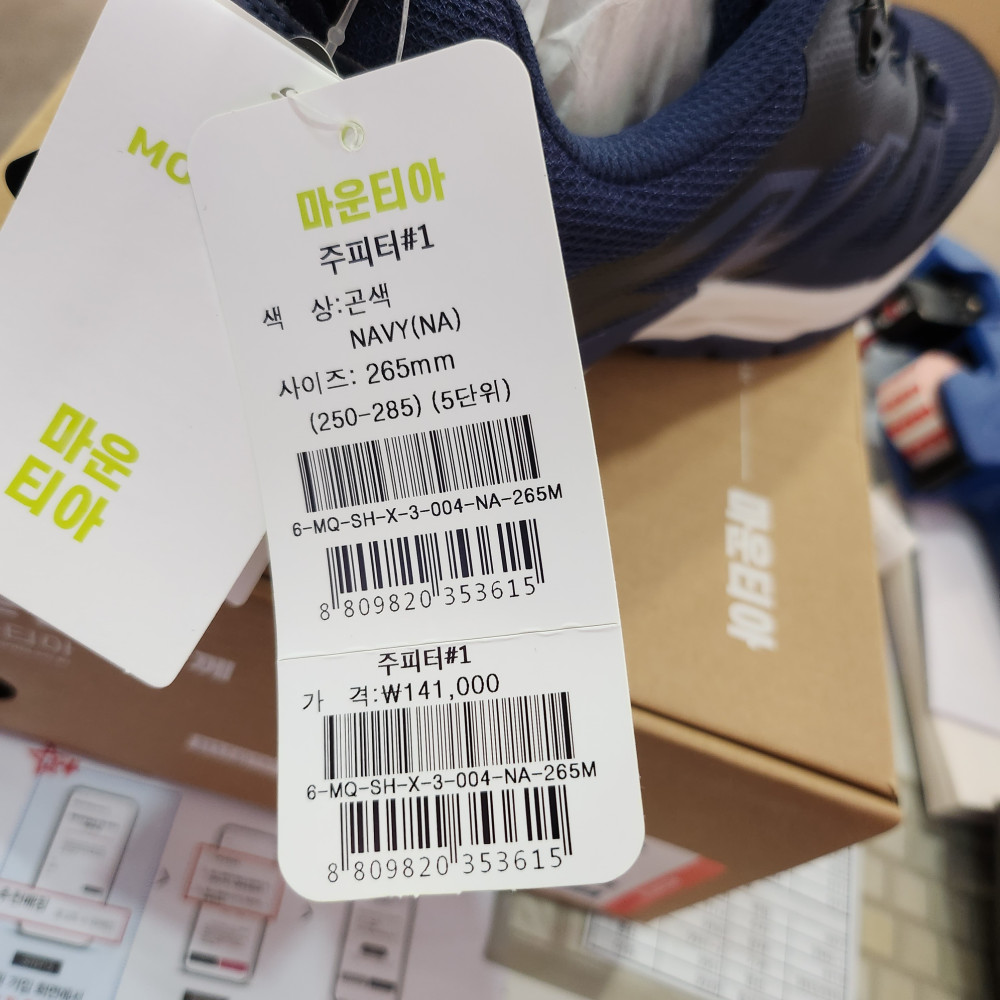 마운티아
주피터#1
색 상:곤색
NAVY(NA)
사이즈: 265mm
(250-285) (5단위)
6-MQ-SH-X-3-004-NA-265M
8 809820 353615
주피터#1
가 격:₩141,000
6-MQ-SH-X-3-004-NA-265M
8 809820 353615
MO
마운
티아
마운티아